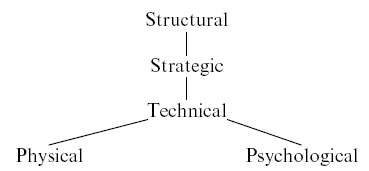 Structural
Strategic
Technical
Physical Psychological